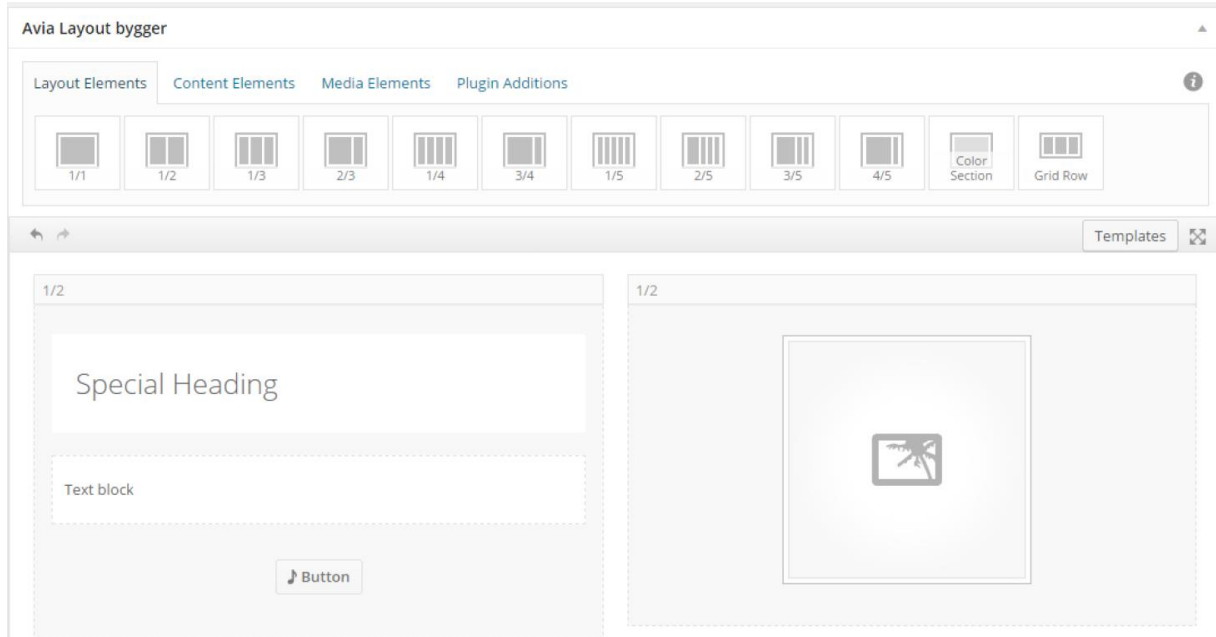 Avia Layout bygger
Layout Elements Content Elements Media Elements Plugin Additions
1/1 1/2 1/3 2/3 1/4 3/4 1/5 2/5 3/5 4/5 Color Section Grid Row
Templates
1/2 1/2
Special Heading
Text block
Button